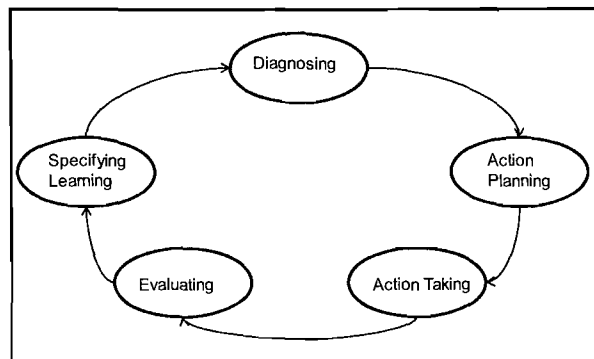 Diagnosing
Action
Planning
Action Taking
Evaluating
Specifying
Learning